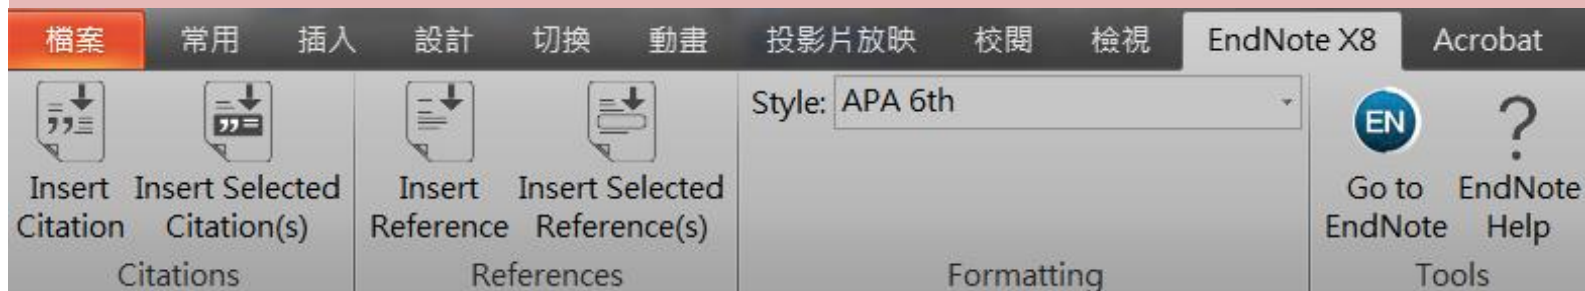 檔案 常用 插入 設計 切換 動畫 投影片放映 校閱 檢視 EndNote X8 Acrobat
Style: APA 6th
EN ?
Insert Citation
Insert Selected Citation(s)
Insert Reference
Insert Selected Reference(s)
Go to EndNote
EndNote Help
Citations References Formatting Tools